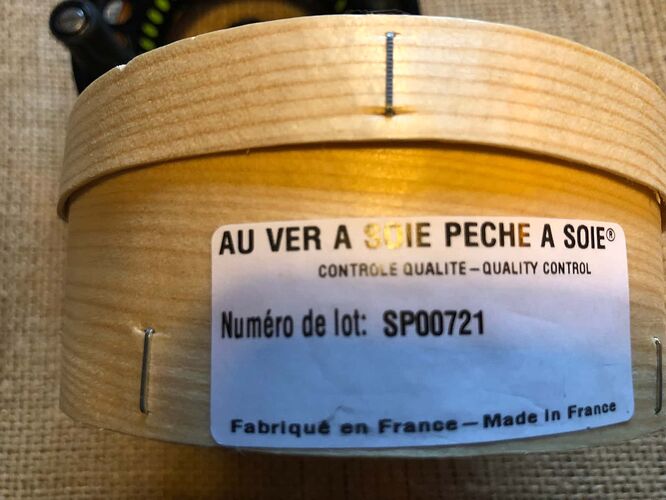 AU VER A SOIE PECHE A SOIE®
CONTROLE QUALITE – QUALITY CONTROL
Numéro de lot: SP00721
Fabriqué en France – Made in France